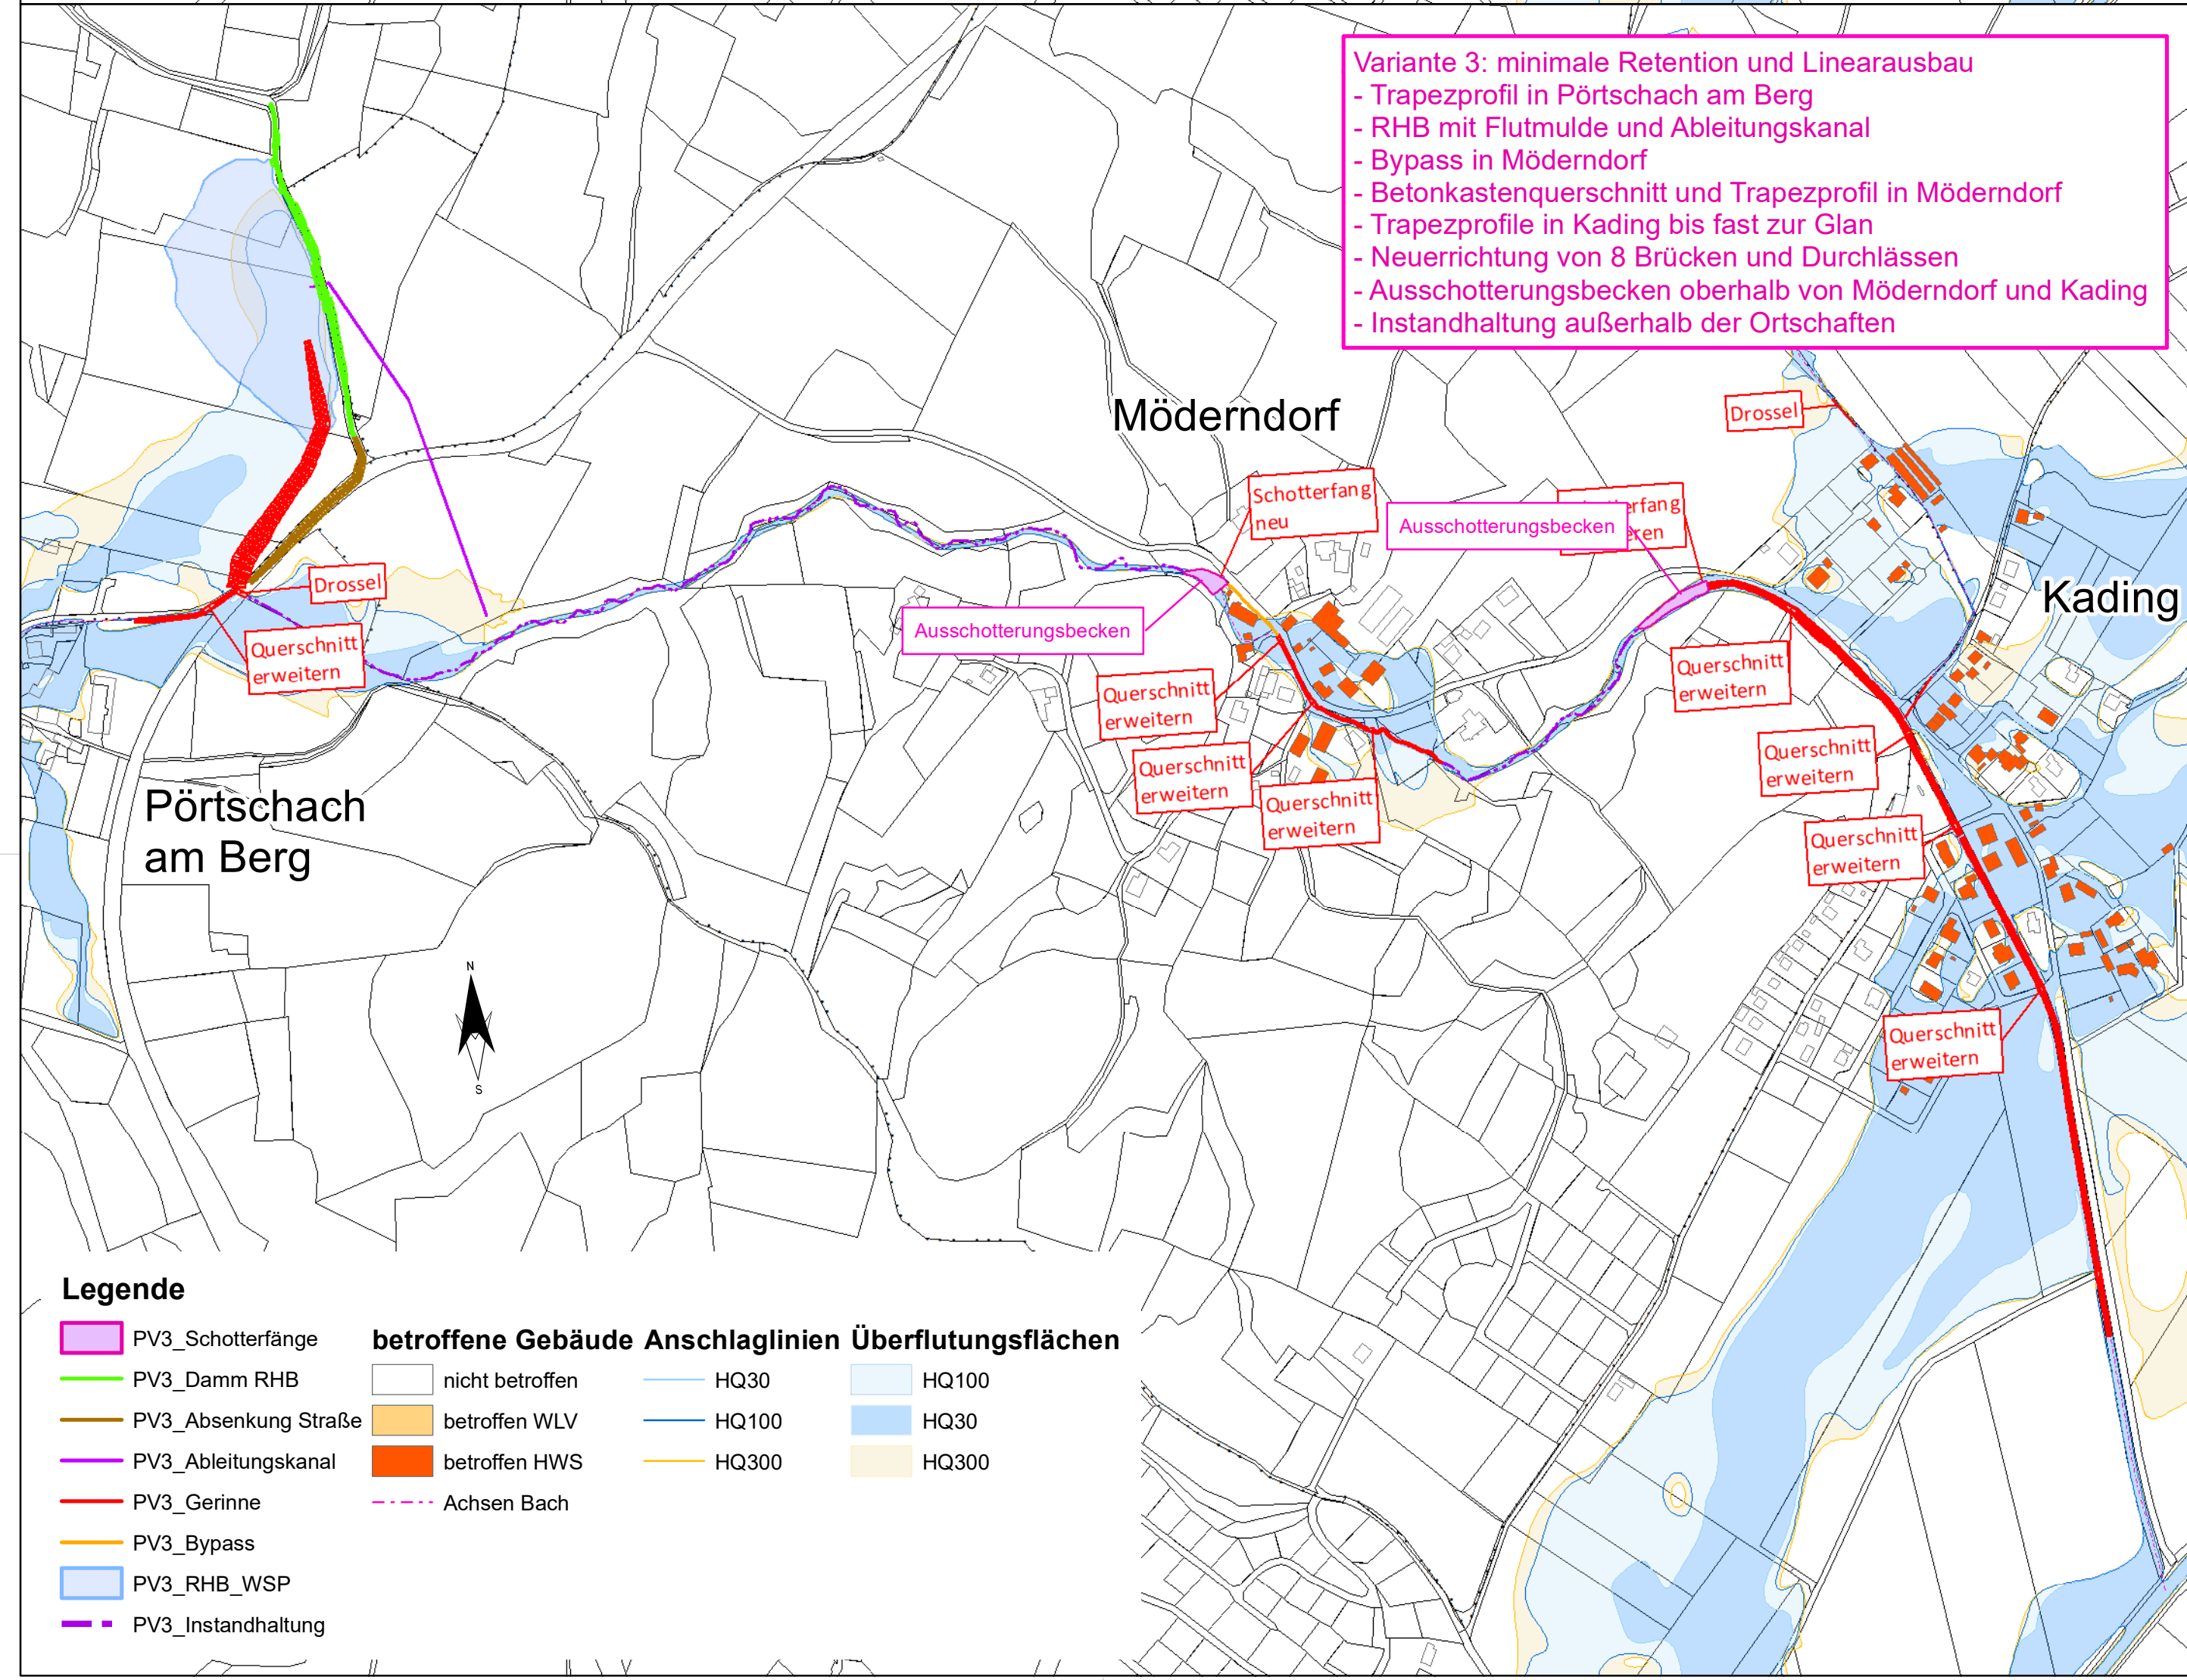 Variante 3: minimale Retention und Linearausbau
- Trapezprofil in Pörtschach am Berg
- RHB mit Flutmulde und Ableitungskanal
- Bypass in Möderndorf
- Betonkastenquerschnitt und Trapezprofil in Möderndorf
- Trapezprofile in Kading bis fast zur Glan
- Neuerrichtung von 8 Brücken und Durchlässen
- Ausschotterungsbecken oberhalb von Möderndorf und Kading
- Instandhaltung außerhalb der Ortschaften
Möderndorf
Drossel
Schotterfang
neu
Ausschotterungsbecken
Kading
Drossel
Querschnitt
erweitern
Ausschotterungsbecken
Querschnitt
erweitern
Querschnitt
erweitern
Querschnitt
erweitern
Querschnitt
erweitern
Querschnitt
erweitern
Querschnitt
erweitern
Querschnitt
erweitern
Pörtschach
am Berg
N
S
Legende
PV3_Schotterfänge
PV3_Damm RHB
PV3_Absenkung Straße
PV3_Ableitungskanal
PV3_Gerinne
PV3_Bypass
PV3_RHB_WSP
PV3_Instandhaltung
betroffene Gebäude
nicht betroffen
betroffen WLV
betroffen HWS
Achsen Bach
Anschlaglinien
HQ30
HQ100
HQ300
Überflutungsflächen
HQ100
HQ30
HQ300